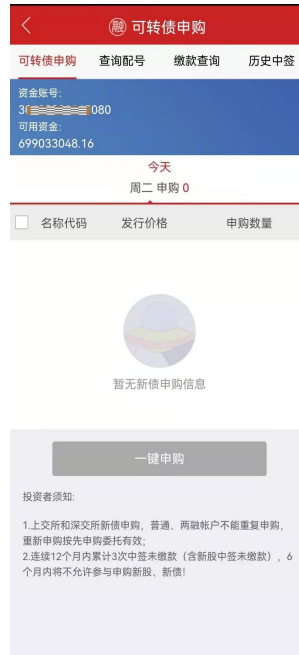 融 可转债申购
可转债申购 查询配号 缴款查询 历史中签
资金账号:
3 080
可用资金:
699033048.16
今天
周二 申购 0
名称代码 发行价格 申购数量
暂无新债申购信息
一键申购
投资者须知:
1.上交所和深交所新债申购，普通、两融帐户不能重复申购，
重新申购按先申购委托有效;
2.连续12个月内累计3次中签未缴款（含新股中签未缴款），6
个月内将不允许参与申购新股、新债!